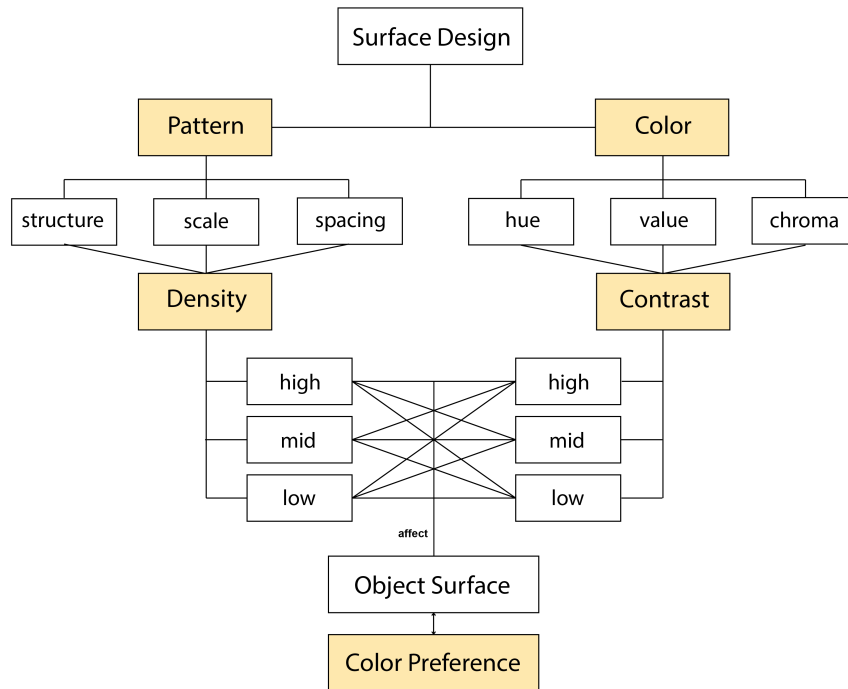 Surface Design
Pattern
Color
structure
scale
spacing
hue
value
chroma
Density
Contrast
high
high
mid
mid
low
low
affect
Object Surface
Color Preference